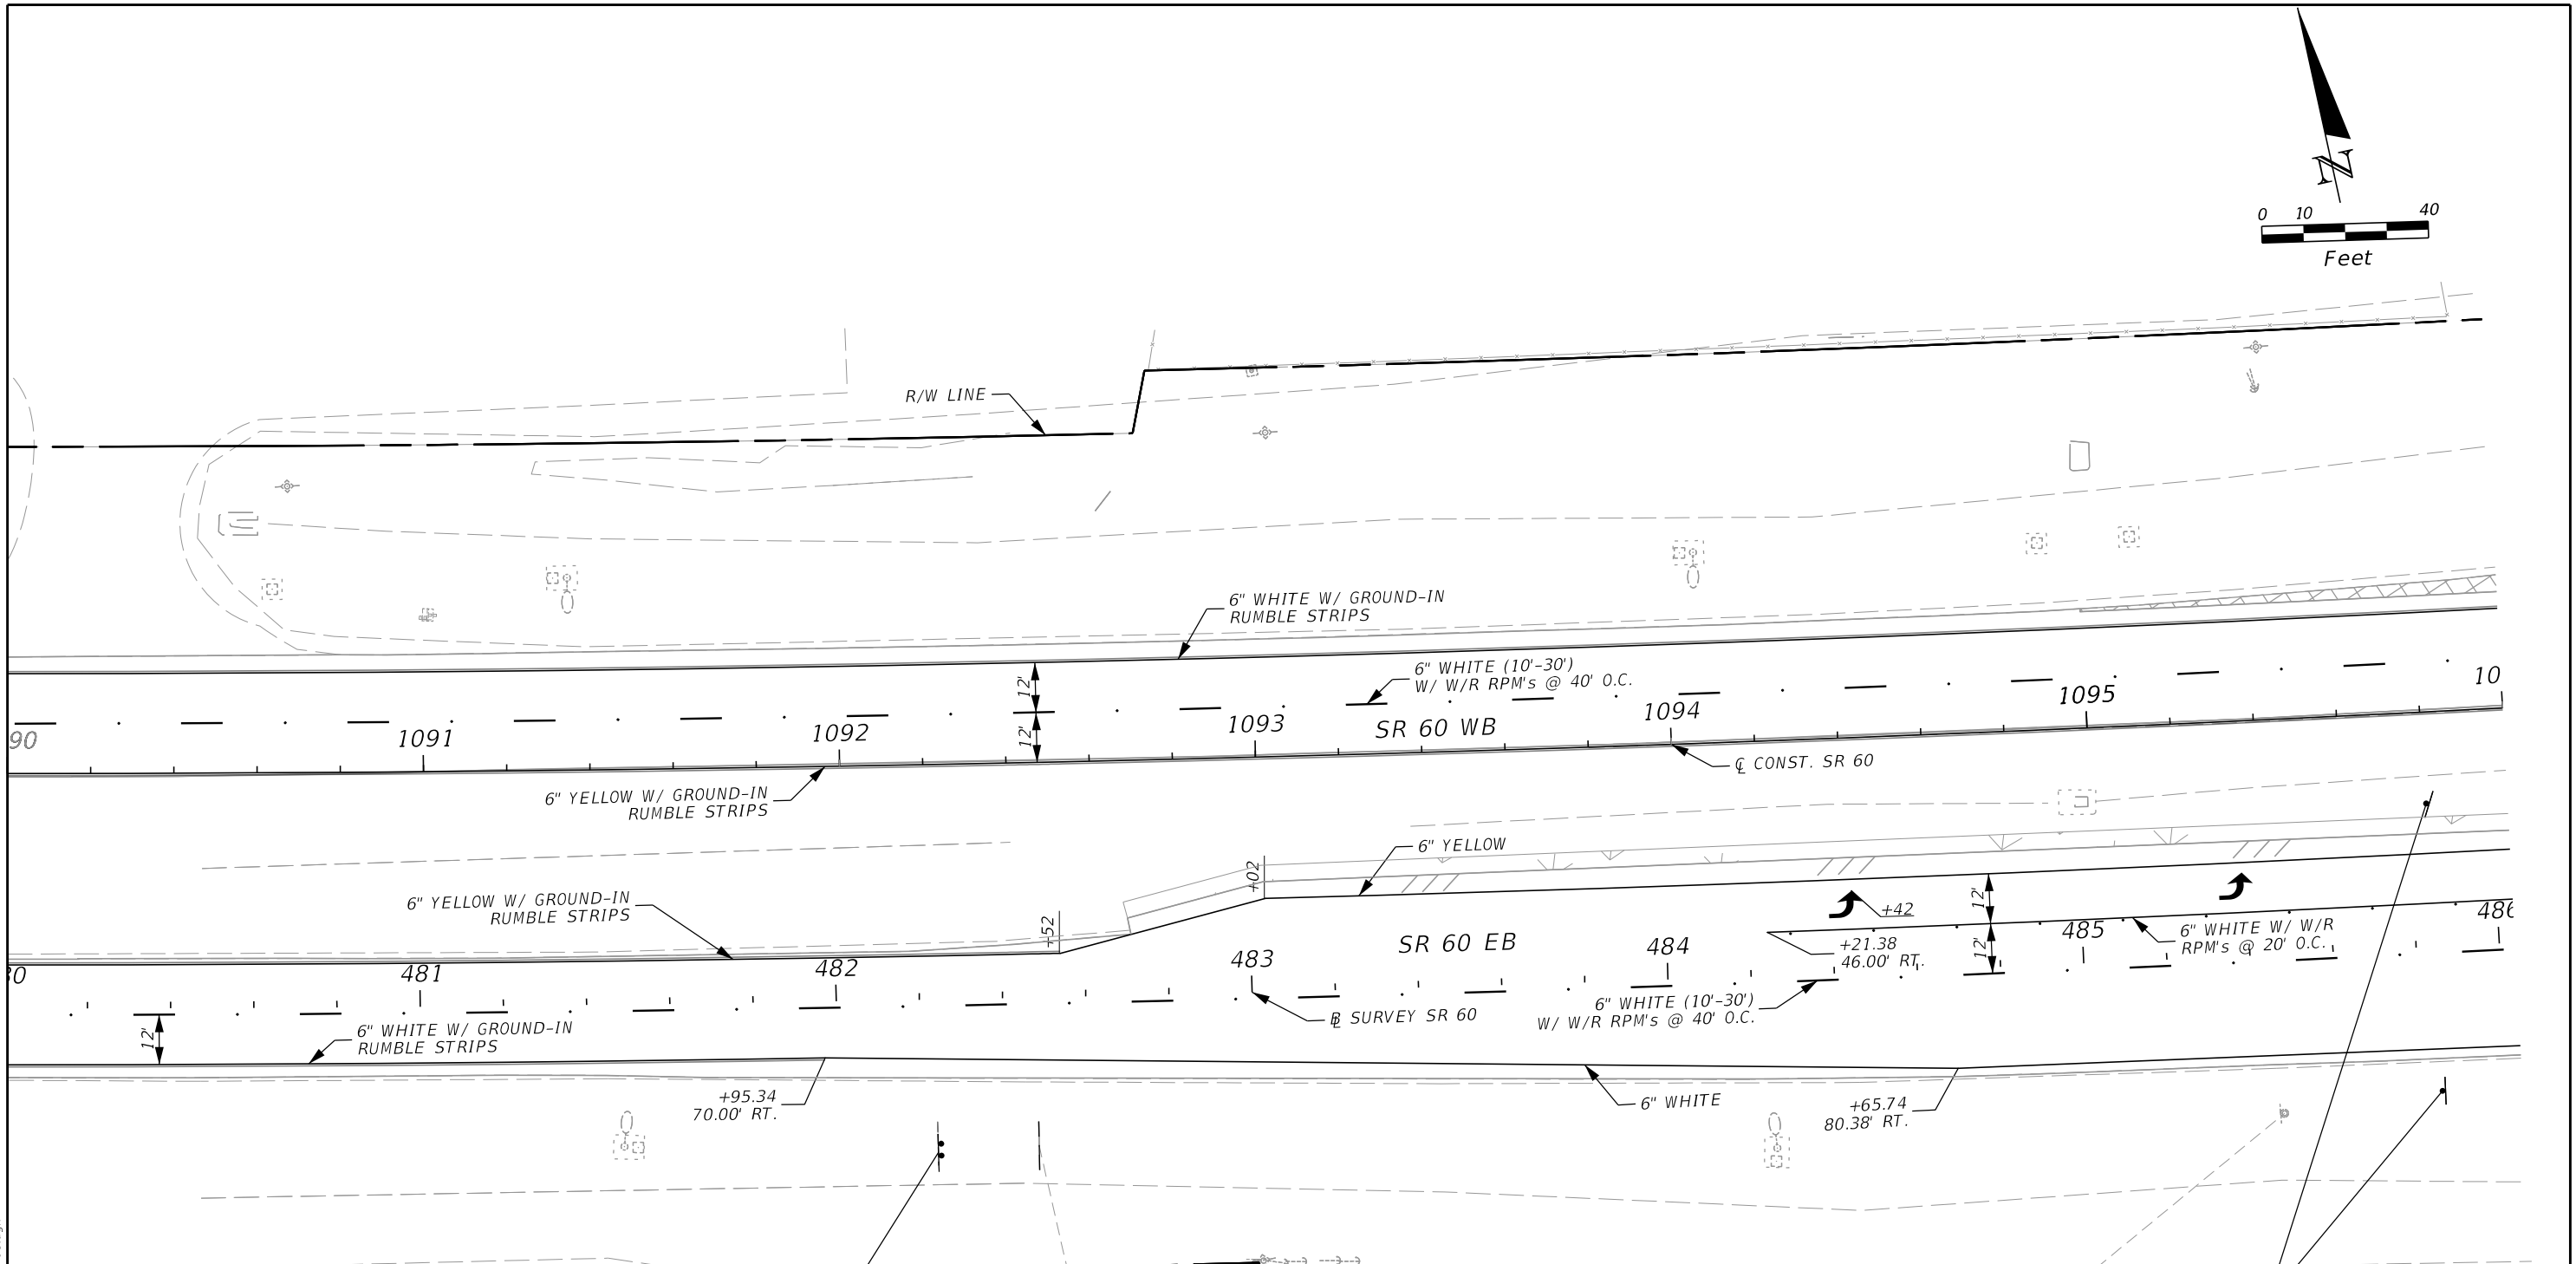 N
0 10 40
Feet
R/W LINE
6" WHITE W/ GROUND-IN
RUMBLE STRIPS
6" WHITE (10'-30')
W/ W/R RPM's @ 40' O.C.
12'
12'
90
1091
1092
1093
SR 60 WB
1094
1095
10
℄ CONST. SR 60
6" YELLOW W/ GROUND-IN
RUMBLE STRIPS
6" YELLOW
+02
6" YELLOW W/ GROUND-IN
RUMBLE STRIPS
+52
+42
12'
12'
+21.38
46.00' RT.
6" WHITE W/ W/R
RPM's @ 20' O.C.
80
481
482
483
SR 60 EB
484
485
486
6" WHITE (10'-30')
W/ W/R RPM's @ 40' O.C.
BL SURVEY SR 60
12'
6" WHITE W/ GROUND-IN
RUMBLE STRIPS
+95.34
70.00' RT.
6" WHITE
+65.74
80.38' RT.